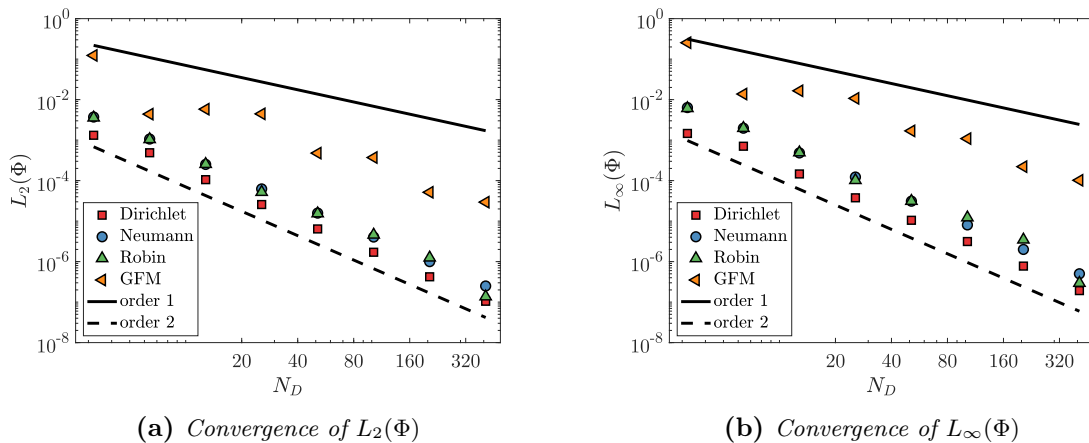 10^0
10^-2
10^-4
10^-6
10^-8
L_2(Φ)
Dirichlet
Neumann
Robin
GFM
order 1
order 2
20 40 80 160 320
N_D
(a) Convergence of L_2(Φ)
10^0
10^-2
10^-4
10^-6
10^-8
L_∞(Φ)
Dirichlet
Neumann
Robin
GFM
order 1
order 2
20 40 80 160 320
N_D
(b) Convergence of L_∞(Φ)